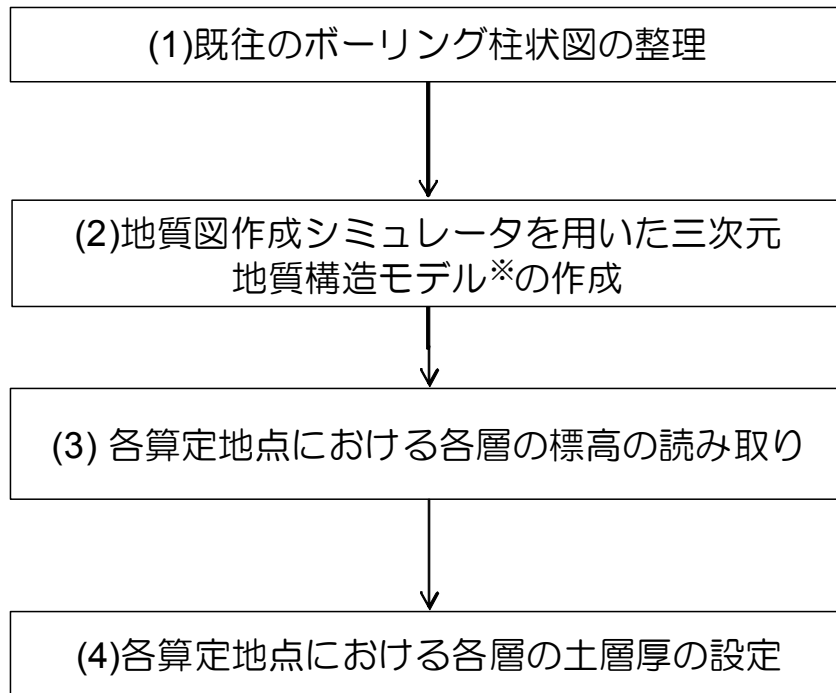 (1)既往のボーリング柱状図の整理
(2)地質図作成シミュレータを用いた三次元
地質構造モデル※の作成
(3) 各算定地点における各層の標高の読み取り
(4)各算定地点における各層の土層厚の設定